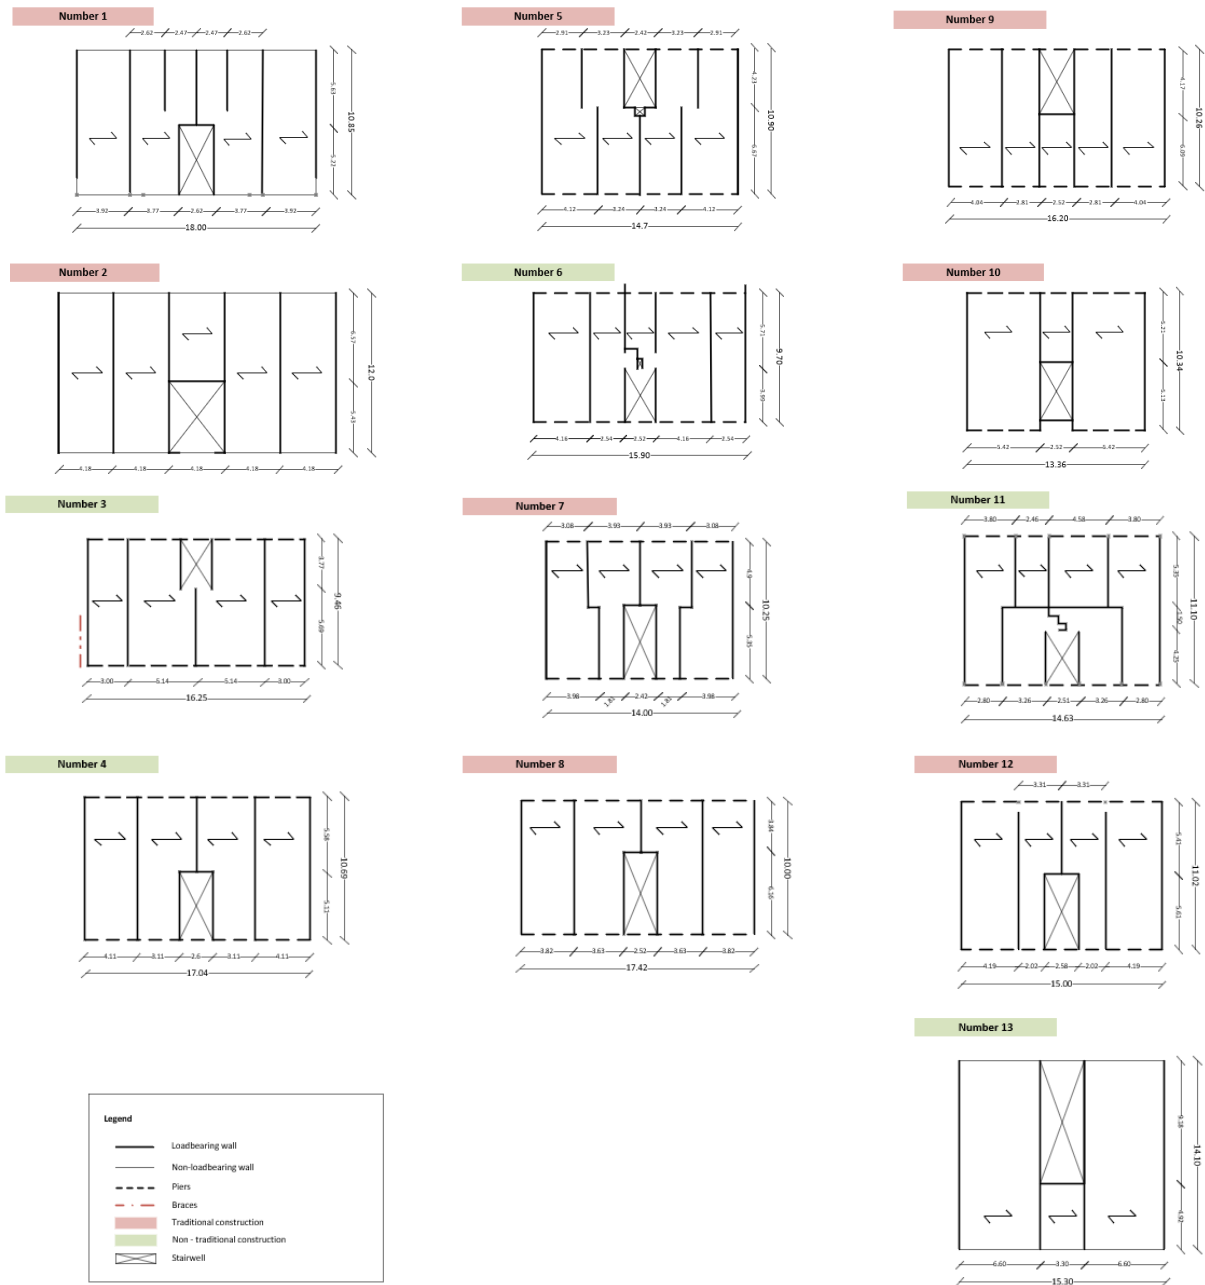 Number 1
2.62 2.47 2.47 2.62
5.63
10.85
5.22
3.92 3.77 2.62 3.77 3.92
18.00
Number 2
6.57
12.0
5.43
4.18 4.18 4.18 4.18 4.18
Number 3
3.77
9.46
5.69
3.00 5.14 5.14 3.00
16.25
Number 4
5.58
10.69
5.11
4.11 3.11 2.6 3.11 4.11
17.04
Legend
Loadbearing wall
Non-loadbearing wall
Piers
Braces
Traditional construction
Non - traditional construction
Stairwell
Number 5
2.91 3.23 2.42 3.23 2.91
4.23
10.90
6.67
4.12 3.24 3.24 4.12
14.7
Number 6
5.71
9.70
3.99
4.16 2.54 2.52 4.16 2.54
15.90
Number 7
3.08 3.93 3.93 3.08
4.9
10.25
5.35
3.98 1.81 2.42 1.81 3.98
14.00
Number 8
3.84
10.00
6.16
3.82 3.63 2.52 3.63 3.82
17.42
Number 9
4.17
10.26
6.09
4.04 2.81 2.52 2.81 4.04
16.20
Number 10
5.21
10.34
5.13
5.42 2.52 5.42
13.36
Number 11
3.80 2.46 4.58 3.80
5.35
11.10
1.50
4.25
2.80 3.26 2.51 3.26 2.80
14.63
Number 12
3.31 3.31
5.41
11.02
5.61
4.19 2.02 2.58 2.02 4.19
15.00
Number 13
9.18
14.10
4.92
6.60 3.30 6.60
15.30